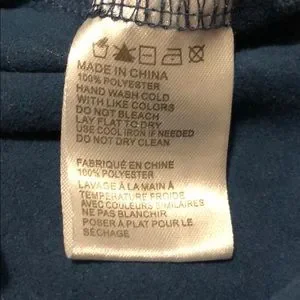 MADE IN CHINA
100% POLYESTER
HAND WASH COLD
WITH LIKE COLORS
DO NOT BLEACH
LAY FLAT TO DRY
USE COOL IRON IF NEEDED
DO NOT DRY CLEAN
FABRIQUÉ EN CHINE
100% POLYESTER
LAVAGE À LA MAIN À
TEMPÉRATURE FROIDE
AVEC COULEURS SIMILAIRES
NE PAS BLANCHIR
POSER À PLAT POUR LE
SÉCHAGE